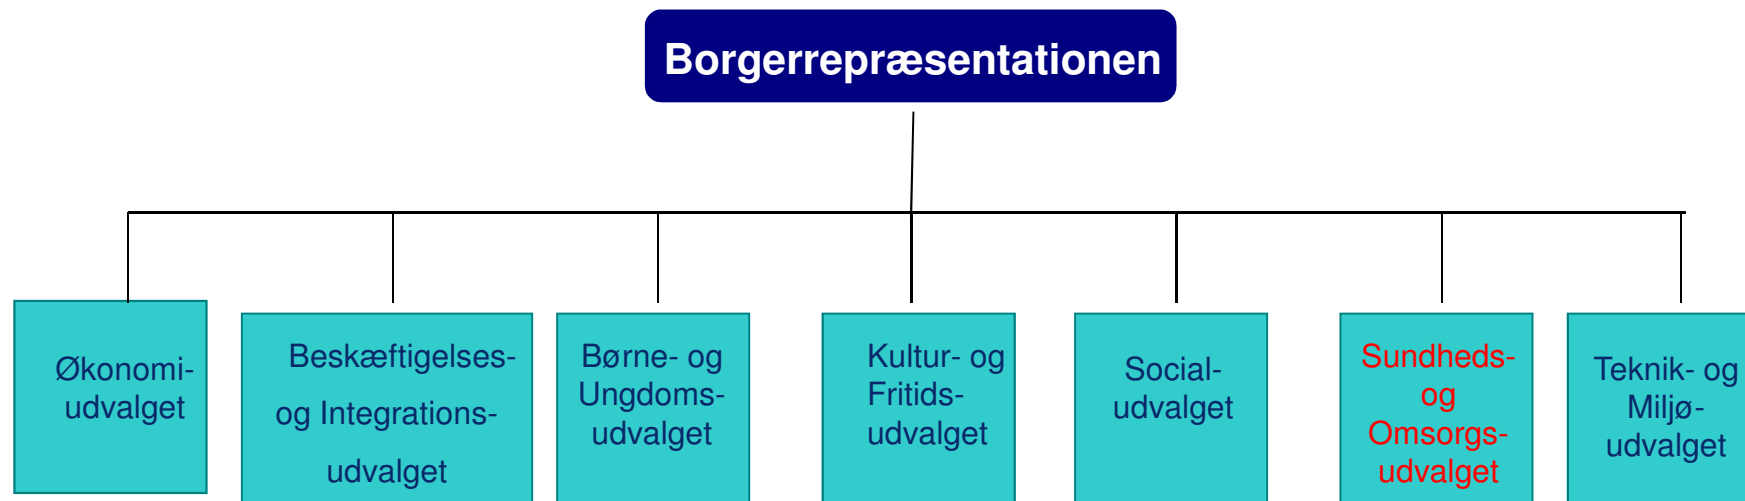 Borgerrepræsentationen
Økonomi-
udvalget
Beskæftigelses-
og Integrations-
udvalget
Børne- og
Ungdoms-
udvalget
Kultur- og
Fritids-
udvalget
Social-
udvalget
Sundheds-
og
Omsorgs-
udvalget
Teknik- og
Miljø-
udvalget